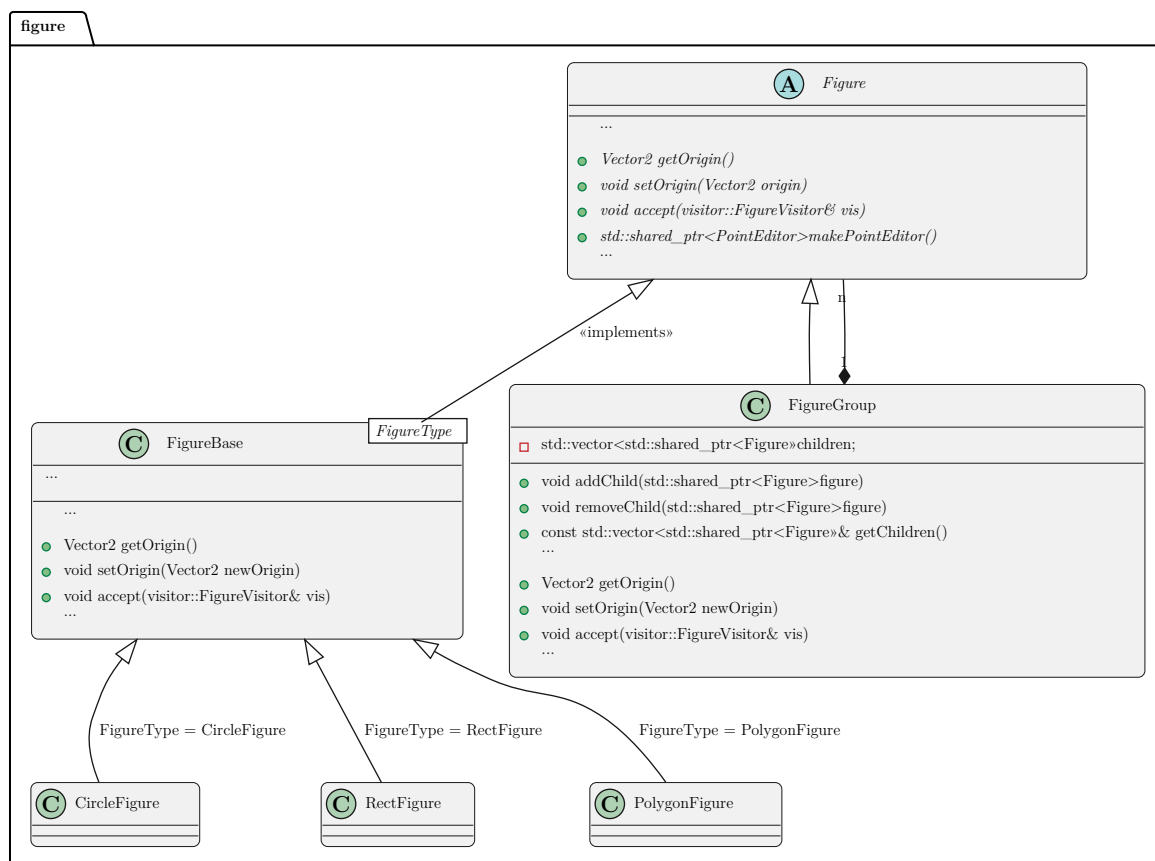 figure
A Figure
...
Vector2 getOrigin()
void setOrigin(Vector2 origin)
void accept(visitor::FigureVisitor& vis)
std::shared_ptr<PointEditor>makePointEditor()
...
n
«implements»
1
FigureType
C FigureBase
...
...
Vector2 getOrigin()
void setOrigin(Vector2 newOrigin)
void accept(visitor::FigureVisitor& vis)
...
C FigureGroup
std::vector<std::shared_ptr<Figure»children;
void addChild(std::shared_ptr<Figure>figure)
void removeChild(std::shared_ptr<Figure>figure)
const std::vector<std::shared_ptr<Figure»& getChildren()
...
Vector2 getOrigin()
void setOrigin(Vector2 newOrigin)
void accept(visitor::FigureVisitor& vis)
...
FigureType = CircleFigure
FigureType = RectFigure
FigureType = PolygonFigure
C CircleFigure
C RectFigure
C PolygonFigure